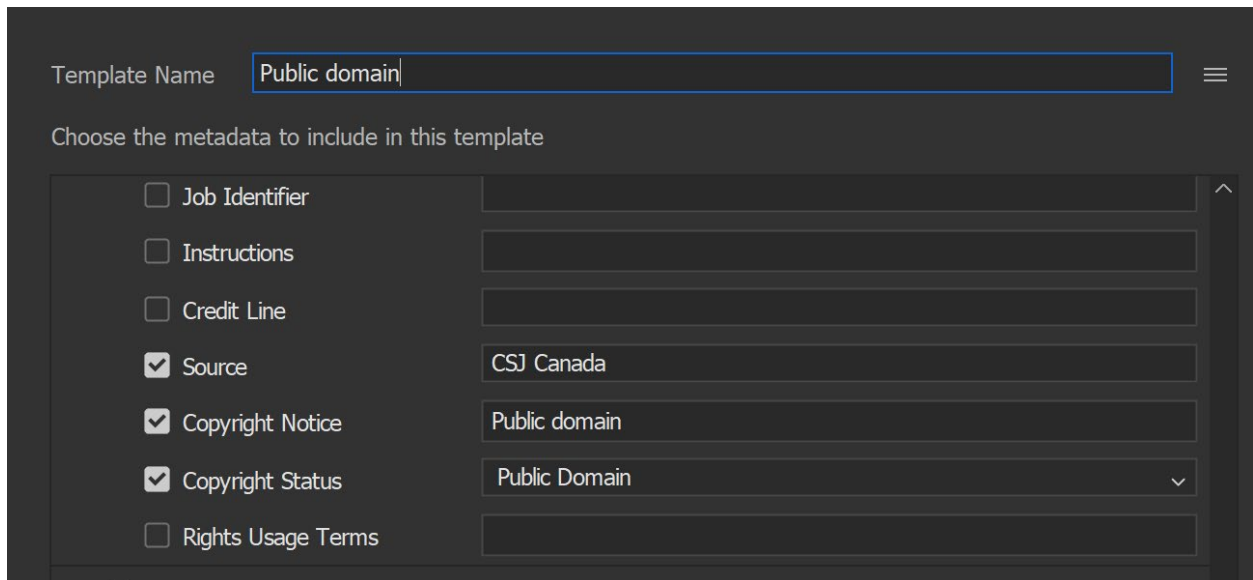 Template Name Public domain
Choose the metadata to include in this template
Job Identifier
Instructions
Credit Line
Source CSJ Canada
Copyright Notice Public domain
Copyright Status Public Domain
Rights Usage Terms